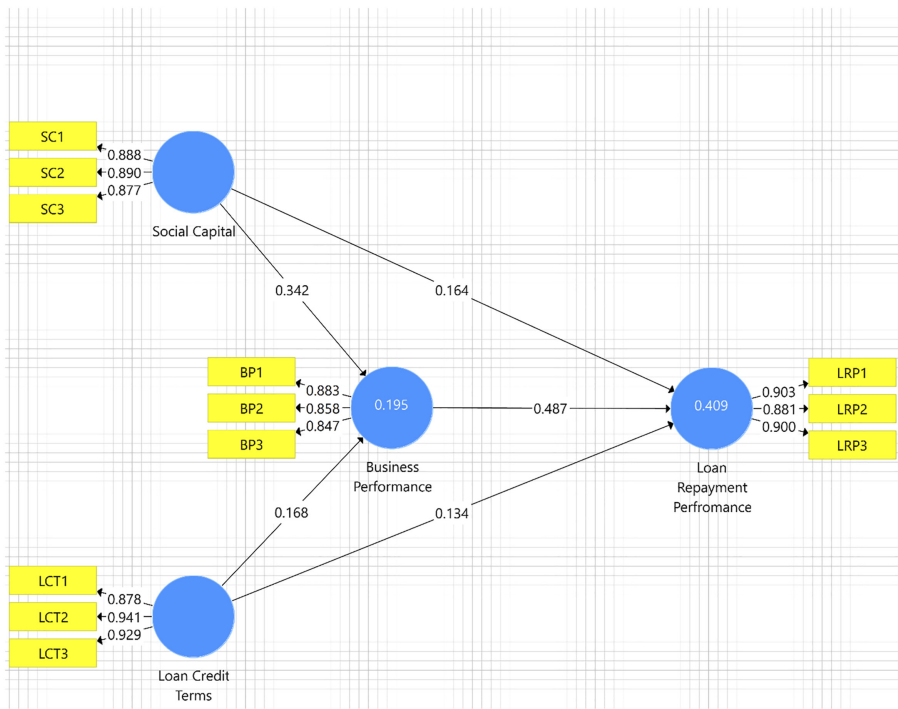 SC1
0.888
SC2
0.890
SC3
0.877
Social Capital
0.342
0.164
BP1
0.883
BP2
0.858
BP3
0.847
0.195
Business
Performance
0.487
0.409
Loan
Repayment
Perfromance
LRP1
0.903
LRP2
0.881
LRP3
0.900
0.168
0.134
LCT1
0.878
LCT2
0.941
LCT3
0.929
Loan Credit
Terms